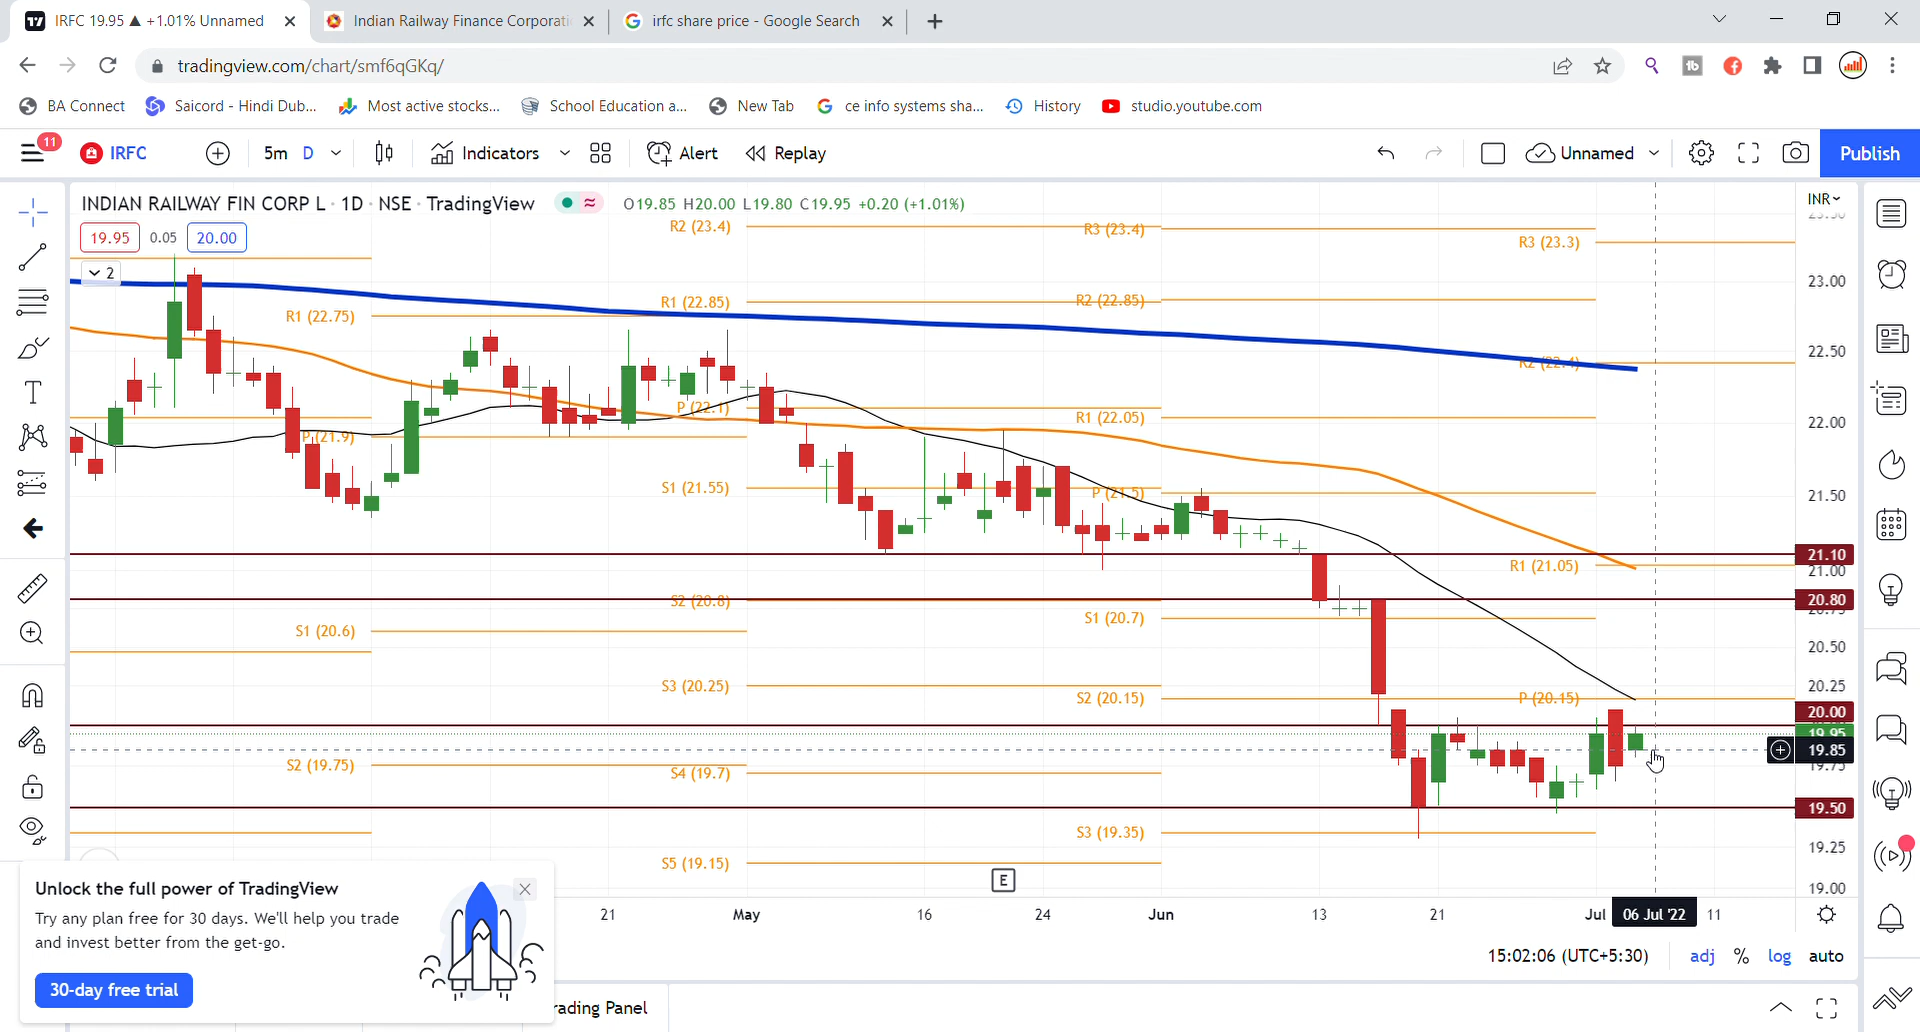 IRFC 19.95 ▲ +1.01% Unnamed
Indian Railway Finance Corporati
irfc share price - Google Search
tradingview.com/chart/smf6qGKq/
BA Connect
Saicord - Hindi Dub...
Most active stocks...
School Education a...
New Tab
ce info systems sha...
History
studio.youtube.com
11
IRFC
5m D
Indicators
Alert
Replay
Unnamed
Publish
INDIAN RAILWAY FIN CORP L · 1D · NSE · TradingView
O19.85 H20.00 L19.80 C19.95 +0.20 (+1.01%)
INR
19.95 0.05 20.00
2
R2 (23.4)
R3 (23.4)
R3 (23.3)
R1 (22.75)
R1 (22.85)
R2 (22.85)
R2 (22.4)
P (21.9)
P (22.1)
R1 (22.05)
S1 (21.55)
P (21.5)
R1 (21.05)
S2 (20.8)
S1 (20.7)
S1 (20.6)
S3 (20.25)
S2 (20.15)
P (20.15)
S2 (19.75)
S4 (19.7)
S3 (19.35)
S5 (19.15)
E
23.50
23.00
22.50
22.00
21.50
21.10
21.00
20.80
20.75
20.50
20.25
20.00
19.95
19.85
19.75
19.50
19.25
19.00
21 May 16 24 Jun 13 21 Jul 06 Jul '22 11
Unlock the full power of TradingView
Try any plan free for 30 days. We'll help you trade
and invest better from the get-go.
30-day free trial
15:02:06 (UTC+5:30)
adj % log auto
rading Panel